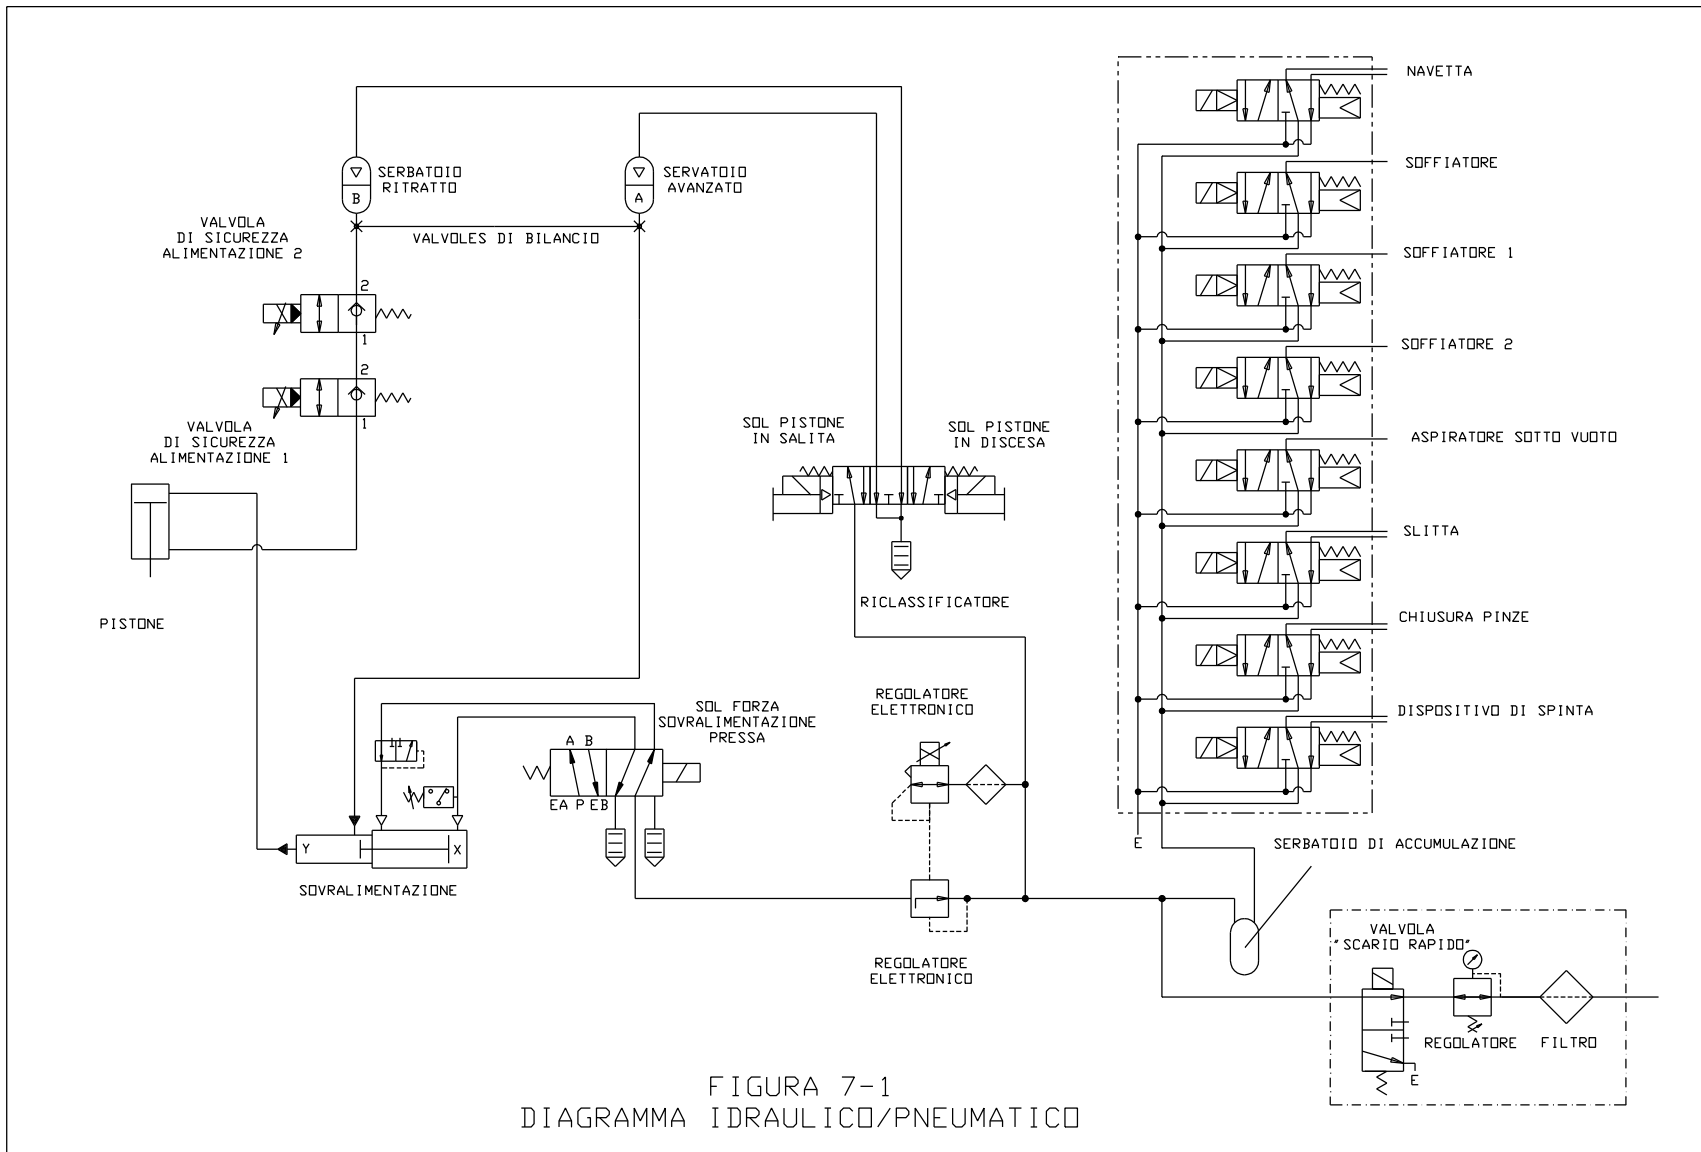 NAVETTA
SOFFIATORE
SERBATOIO
RITRATTO
B
SERVATOIO
AVANZATO
A
VALVOLA
DI SICUREZZA
ALIMENTAZIONE 2
VALVOLES DI BILANCIO
SOFFIATORE 1
2
1
SOFFIATORE 2
2
1
VALVOLA
DI SICUREZZA
ALIMENTAZIONE 1
SOL PISTONE
IN SALITA
SOL PISTONE
IN DISCESA
ASPIRATORE SOTTO VUOTO
SLITTA
RICLASSIFICATORE
PISTONE
CHIUSURA PINZE
SOL FORZA
SOVRALIMENTAZIONE
PRESSA
REGOLATORE
ELETTRONICO
DISPOSITIVO DI SPINTA
A B
EA P EB
Y
X
SOVRALIMENTAZIONE
E
SERBATOIO DI ACCUMULAZIONE
REGOLATORE
ELETTRONICO
VALVOLA
"SCARIO RAPIDO"
REGOLATORE
FILTRO
E
FIGURA 7-1
DIAGRAMMA IDRAULICO/PNEUMATICO